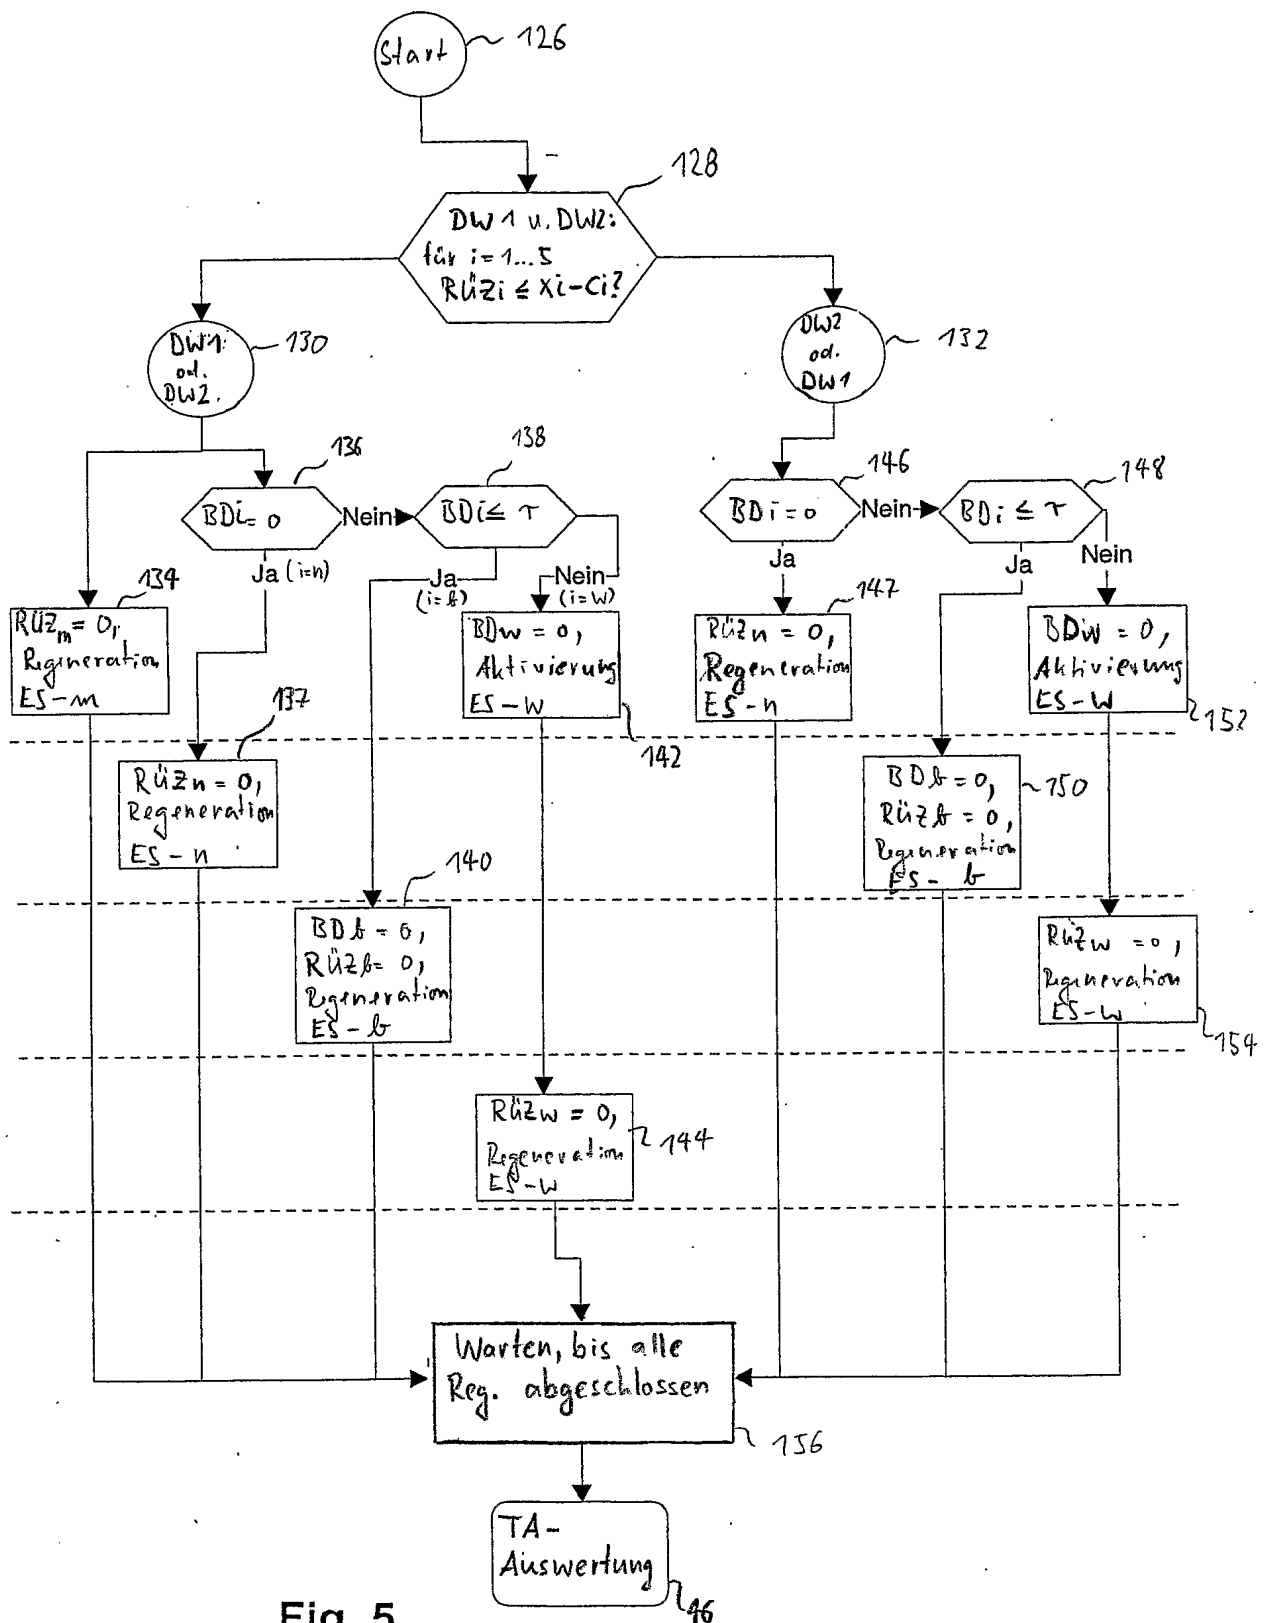 Start
126
128
DW 1 u. DW2:
für i = 1...5
RÜZi ≤ Xi-Ci?
DW1
od.
DW2.
130
DW2
od.
DW1
132
136
BDi = 0
Nein
138
BDi ≤ τ
146
BDi = 0
Nein
148
BDi ≤ τ
Ja (i=n)
Ja
(i=b)
Nein
(i=w)
Ja
Ja
Nein
134
RÜZm = 0,
Regeneration
ES-m
BDw = 0,
Aktivierung
ES-W
142
147
RÜZn = 0,
Regeneration
ES-n
BDw = 0,
Aktivierung
ES-W
152
137
RÜZn = 0,
Regeneration
ES-n
BDb = 0,
RÜZb = 0,
Regeneration
ES-b
150
140
BDb = 0,
RÜZb = 0,
Regeneration
ES-b
RÜZw = 0,
Regeneration
ES-W
154
RÜZw = 0,
Regeneration
ES-W
144
Warten, bis alle
Reg. abgeschlossen
156
TA-
Auswertung
46
Fig. 5